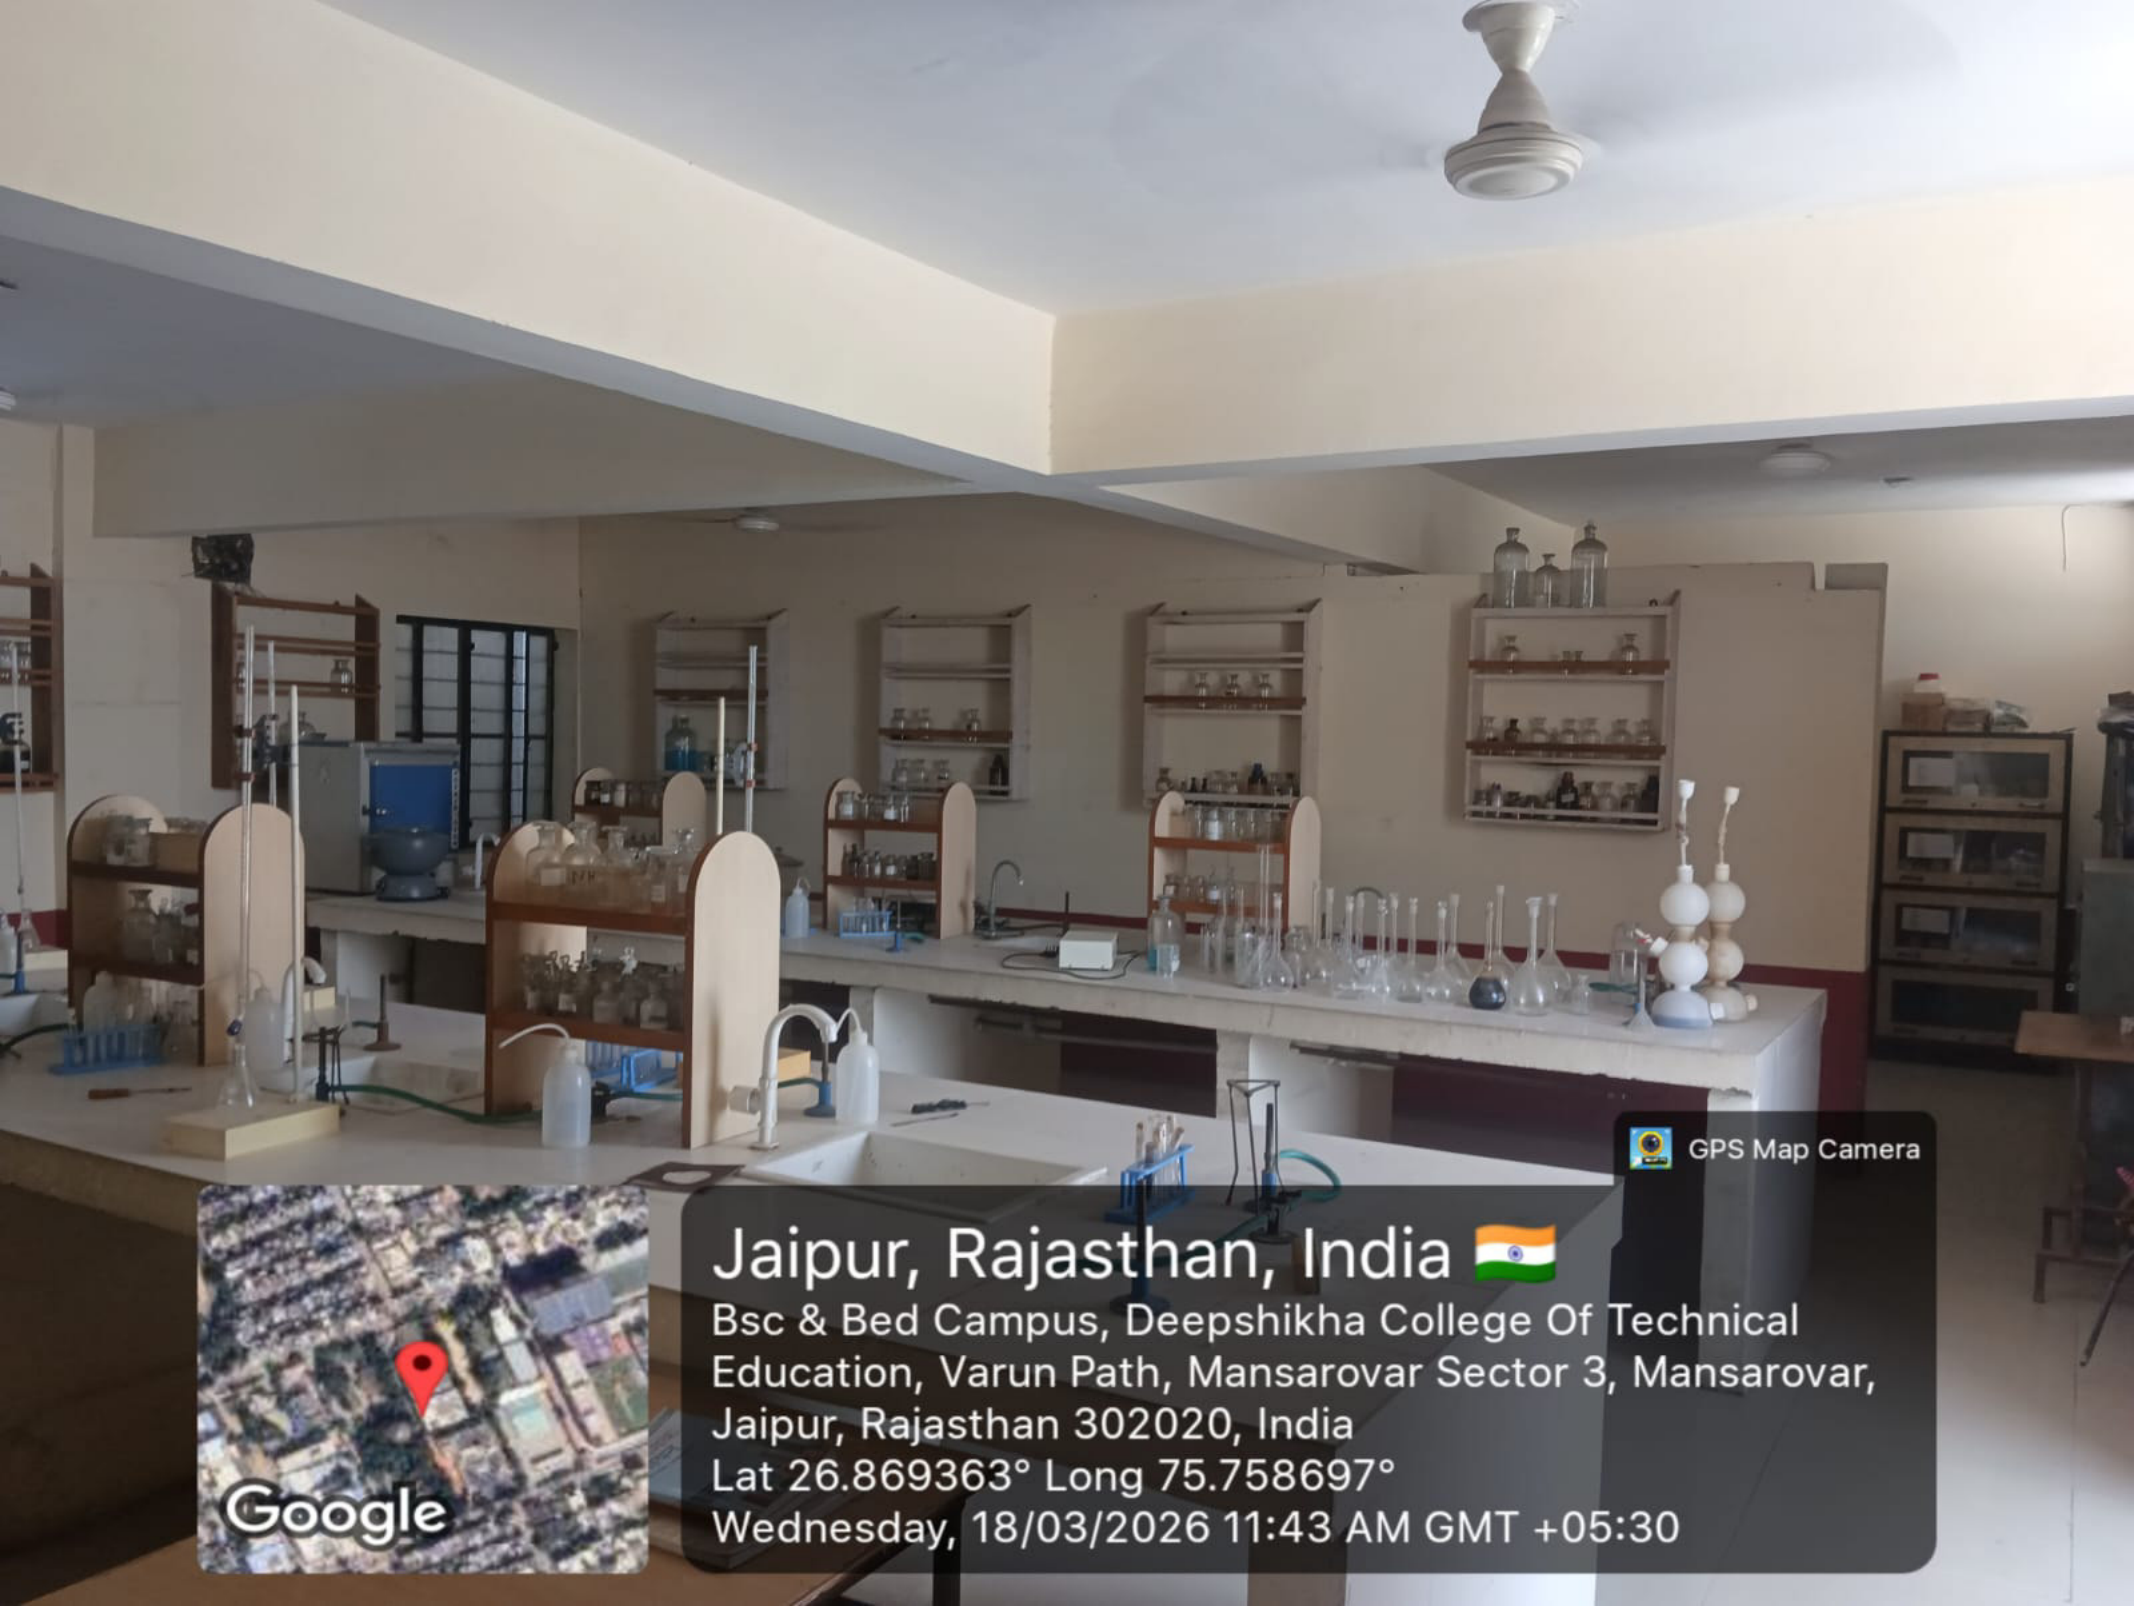 GPS Map Camera
Jaipur, Rajasthan, India
Bsc & Bed Campus, Deepshikha College Of Technical
Education, Varun Path, Mansarovar Sector 3, Mansarovar,
Jaipur, Rajasthan 302020, India
Lat 26.869363° Long 75.758697°
Wednesday, 18/03/2026 11:43 AM GMT +05:30
Google